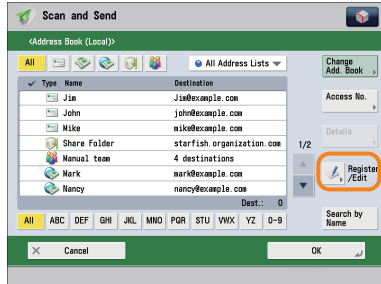 Scan and Send
<Address Book (Local)>
All
All Address Lists
Change
Add. Book
✓ Type Name Destination
Jim Jim@example.com
John john@example.com
Mike mike@example.com
Share Folder starfish.organization.com
Manual team 4 destinations
Mark mark@example.com
Nancy nancy@example.com
Dest.: 0
Access No.
Details
1/2
Register
/Edit
All ABC DEF GHI JKL MNO PQR STU VWX YZ 0-9
Search by
Name
× Cancel
OK